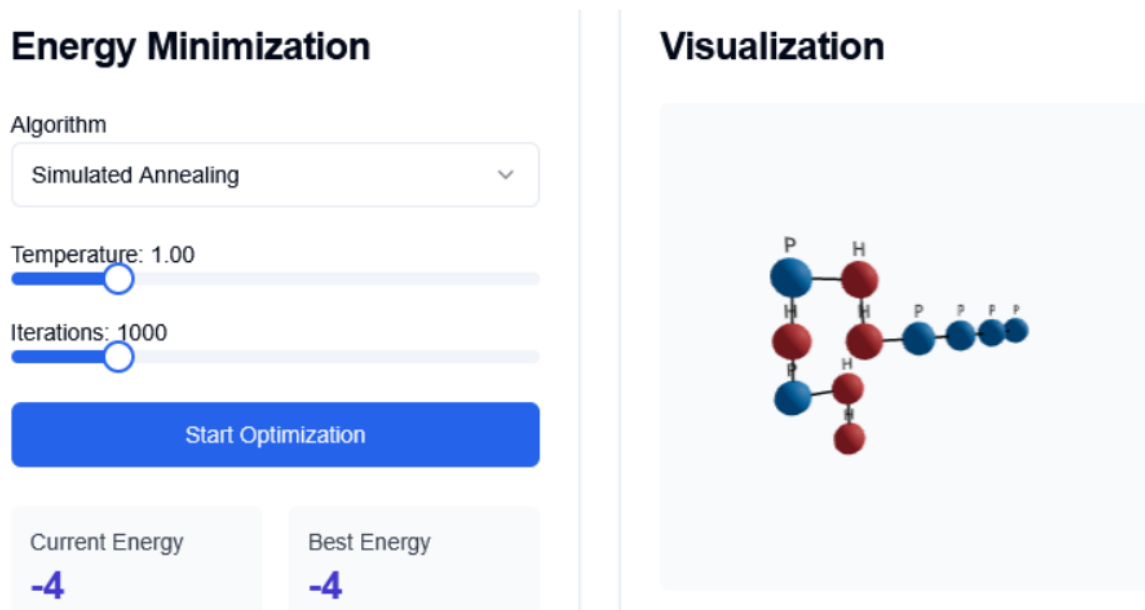 Energy Minimization
Algorithm
Simulated Annealing
Temperature: 1.00
Iterations: 1000
Start Optimization
Current Energy
-4
Best Energy
-4
Visualization
P
H
H
H
P
P
P
P
P
H
H